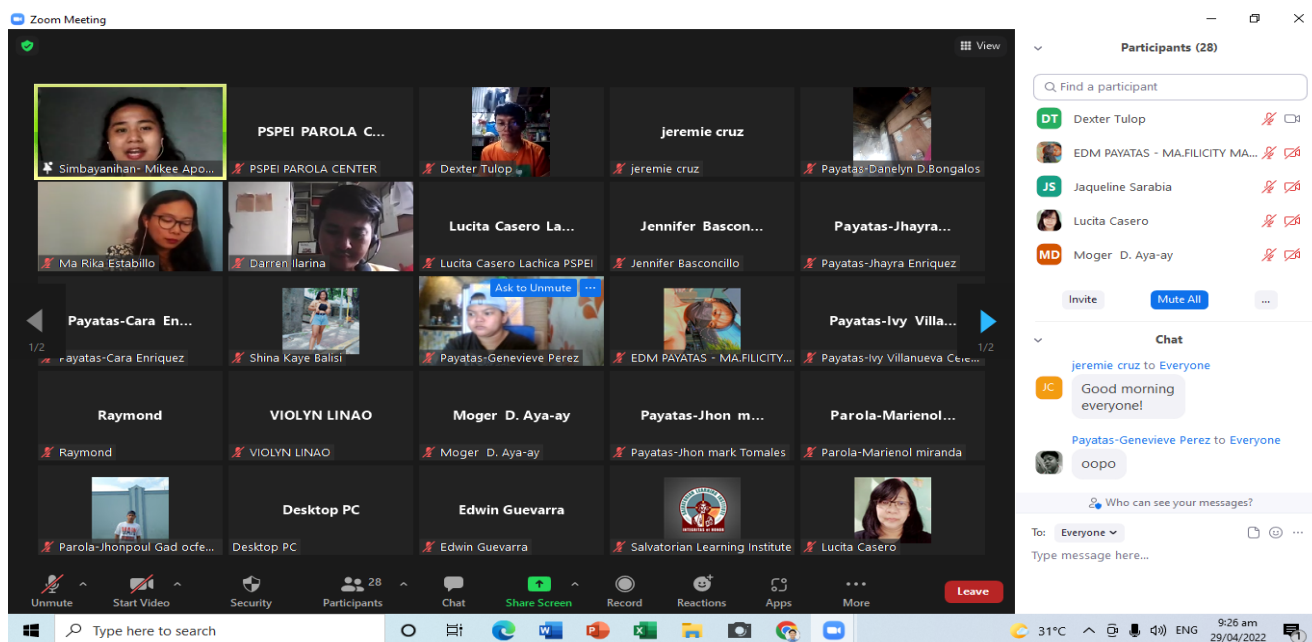 Zoom Meeting
View
Simbayanihan- Mikee Apo...
PSPEI PAROLA C...
PSPEI PAROLA CENTER
Dexter Tulop
jeremie cruz
jeremie cruz
Payatas-Danelyn D.Bongalos
Ma Rika Estabillo
Darren Ilarina
Lucita Casero La...
Lucita Casero Lachica PSPEI
Jennifer Bascon...
Jennifer Basconcillo
Payatas-Jhayra...
Payatas-Jhayra Enriquez
1/2
Payatas-Cara En...
Payatas-Cara Enriquez
Shina Kaye Balisi
Ask to Unmute
...
Payatas-Genevieve Perez
EDM PAYATAS - MA.FILICITY...
Payatas-Ivy Villa...
Payatas-Ivy Villanueva Cele...
1/2
Raymond
Raymond
VIOLYN LINAO
VIOLYN LINAO
Moger D. Aya-ay
Moger D. Aya-ay
Payatas-Jhon m...
Payatas-Jhon mark Tomales
Parola-Marienol...
Parola-Marienol miranda
Parola-Jhonpoul Gad ocfe...
Desktop PC
Desktop PC
Edwin Guevarra
Edwin Guevarra
Salvatorian Learning Institute
Lucita Casero
Unmute
Start Video
Security
28
Participants
Chat
Share Screen
Record
Reactions
Apps
More
Leave
Participants (28)
Find a participant
DT Dexter Tulop
EDM PAYATAS - MA.FILICITY MA...
JS Jaqueline Sarabia
Lucita Casero
MD Moger D. Aya-ay
Invite
Mute All
...
Chat
jeremie cruz to Everyone
JC
Good morning
everyone!
Payatas-Genevieve Perez to Everyone
oopo
Who can see your messages?
To: Everyone
Type message here...
Type here to search
31°C
ENG
9:26 am
29/04/2022